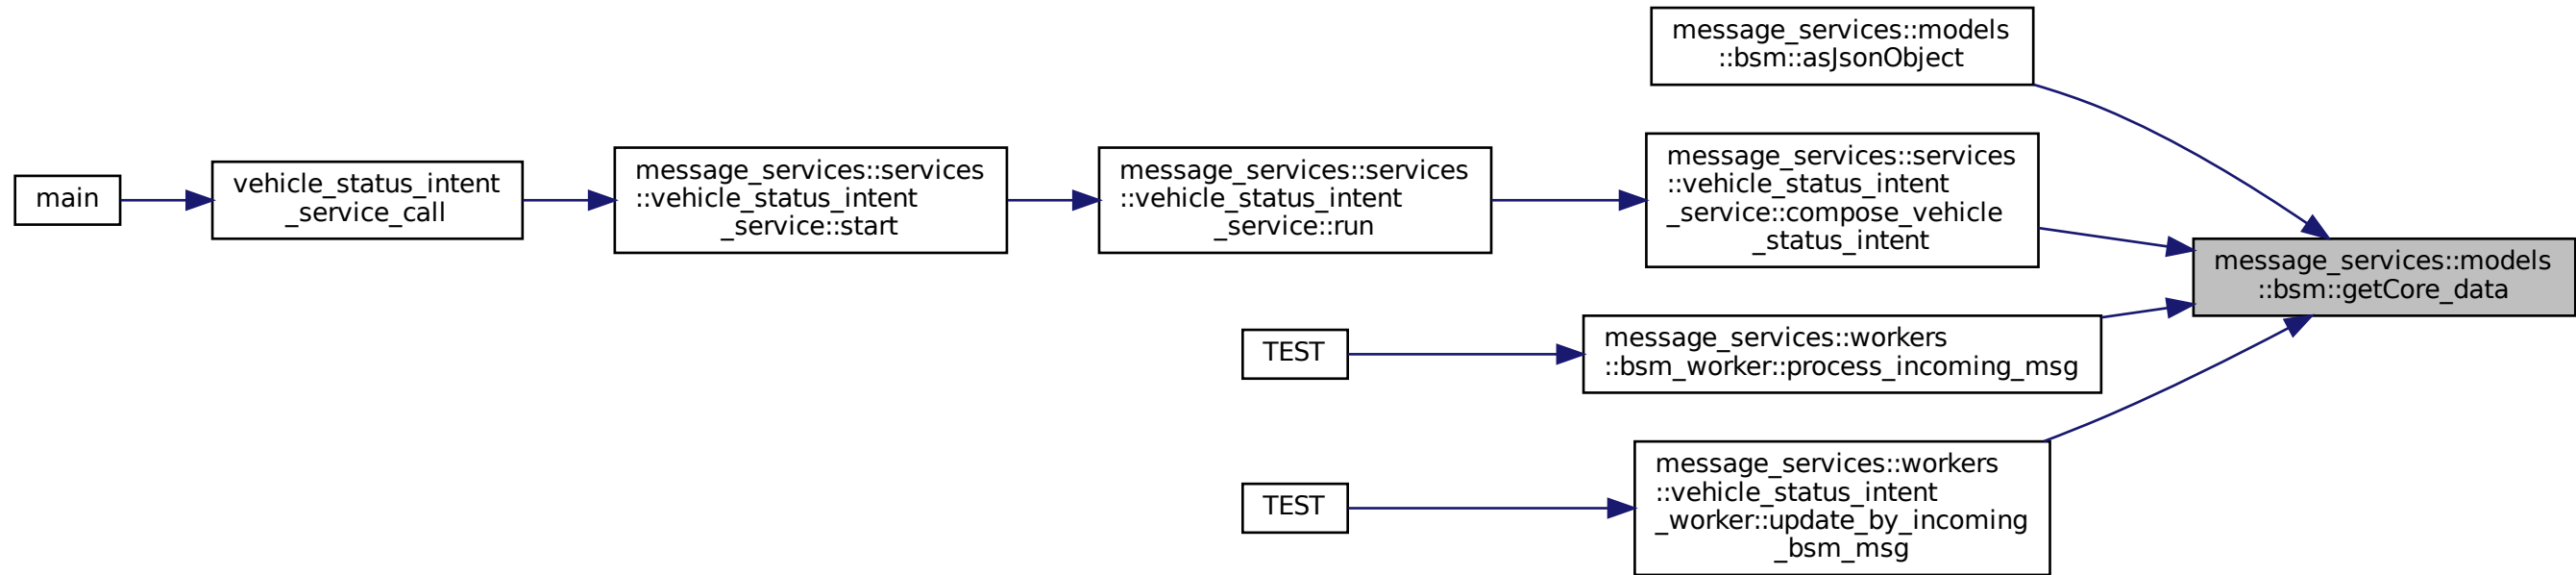 message_services::models
::bsm::asJsonObject
main
vehicle_status_intent
_service_call
message_services::services
::vehicle_status_intent
_service::start
message_services::services
::vehicle_status_intent
_service::run
message_services::services
::vehicle_status_intent
_service::compose_vehicle
_status_intent
message_services::models
::bsm::getCore_data
TEST
message_services::workers
::bsm_worker::process_incoming_msg
TEST
message_services::workers
::vehicle_status_intent
_worker::update_by_incoming
_bsm_msg